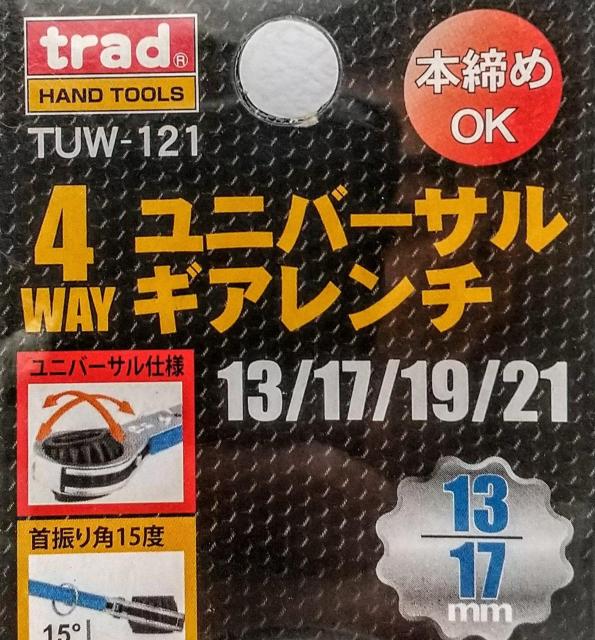 trad®
HAND TOOLS
TUW-121
本締め
OK
4
WAY
ユニバーサル
ギアレンチ
13/17/19/21
ユニバーサル仕様
首振り角15度
15°
13
17
mm